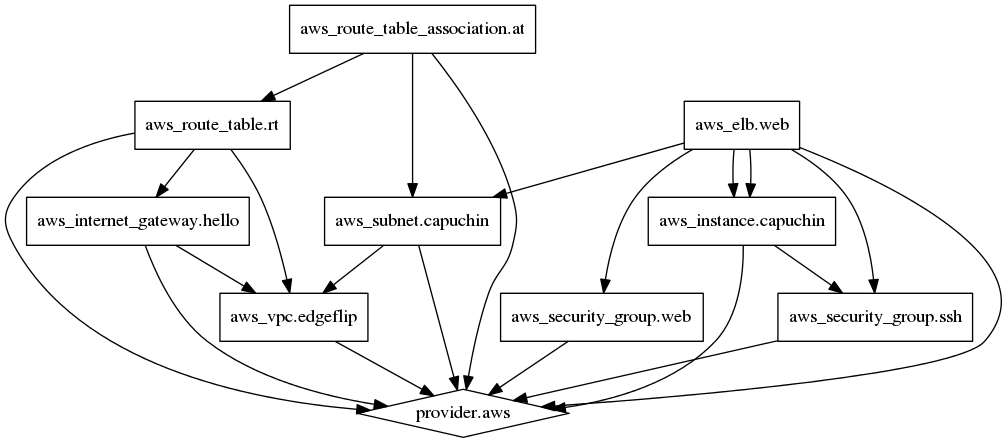 aws_route_table_association.at
aws_route_table.rt
aws_elb.web
aws_internet_gateway.hello
aws_subnet.capuchin
aws_instance.capuchin
aws_vpc.edgeflip
aws_security_group.web
aws_security_group.ssh
provider.aws